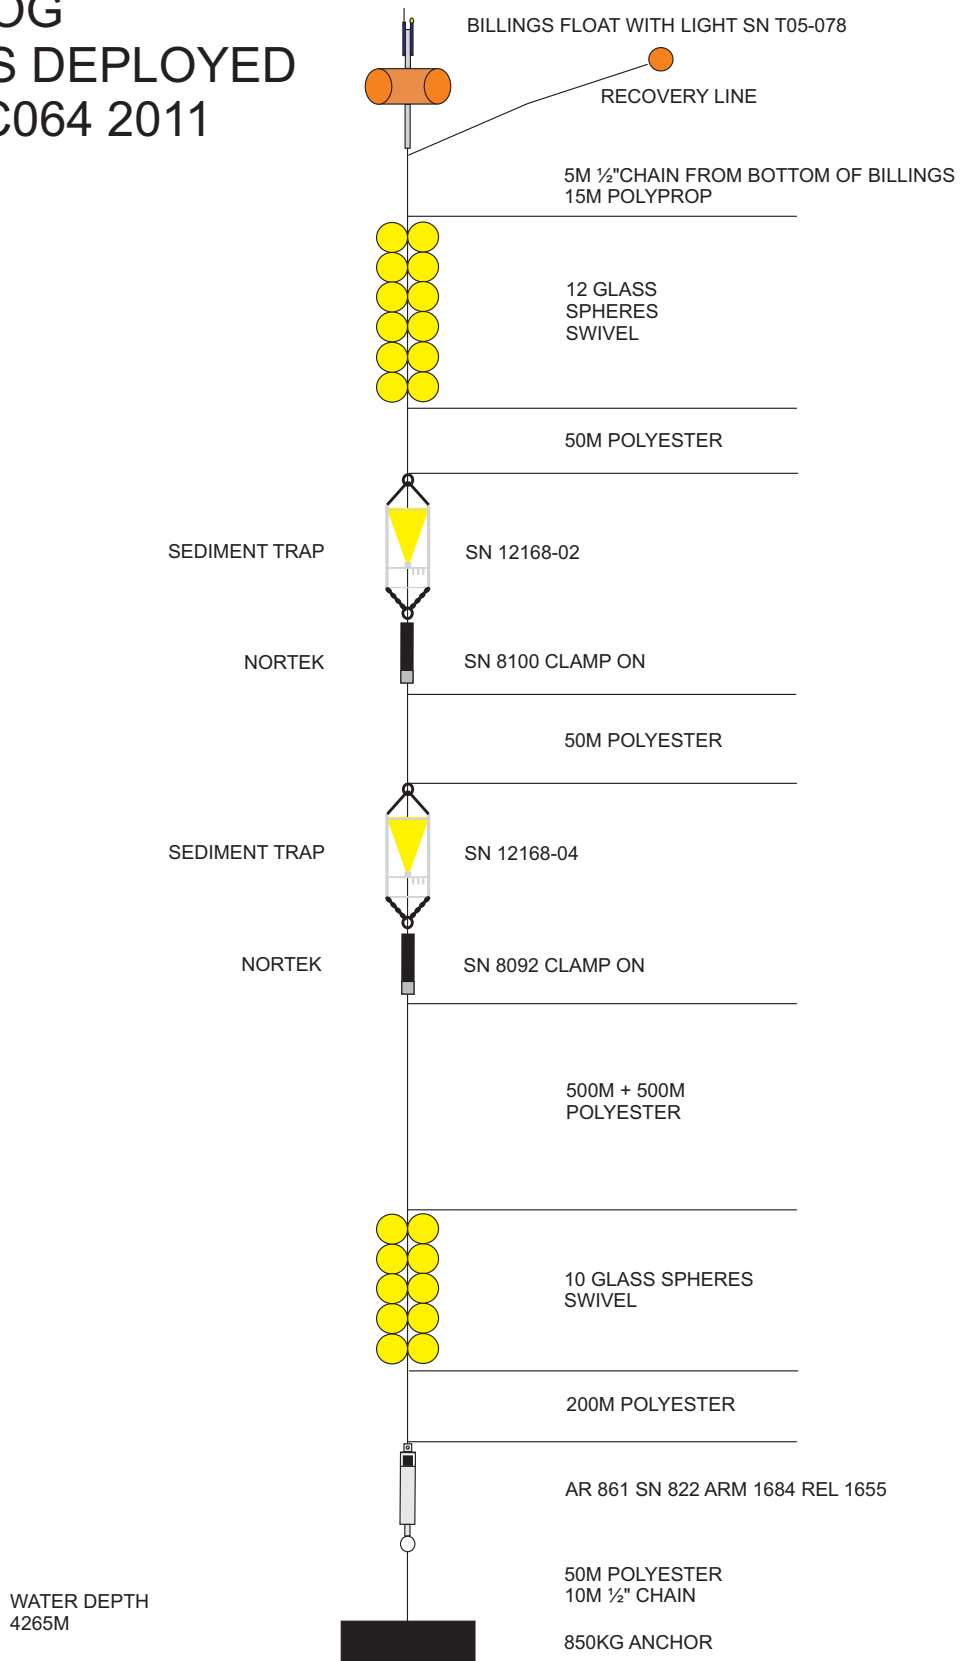 OG
S DEPLOYED
C064 2011
BILLINGS FLOAT WITH LIGHT SN T05-078
RECOVERY LINE
5M ½"CHAIN FROM BOTTOM OF BILLINGS
15M POLYPROP
12 GLASS
SPHERES
SWIVEL
50M POLYESTER
SEDIMENT TRAP
SN 12168-02
NORTEK
SN 8100 CLAMP ON
50M POLYESTER
SEDIMENT TRAP
SN 12168-04
NORTEK
SN 8092 CLAMP ON
500M + 500M
POLYESTER
10 GLASS SPHERES
SWIVEL
200M POLYESTER
AR 861 SN 822 ARM 1684 REL 1655
50M POLYESTER
10M ½" CHAIN
WATER DEPTH
4265M
850KG ANCHOR